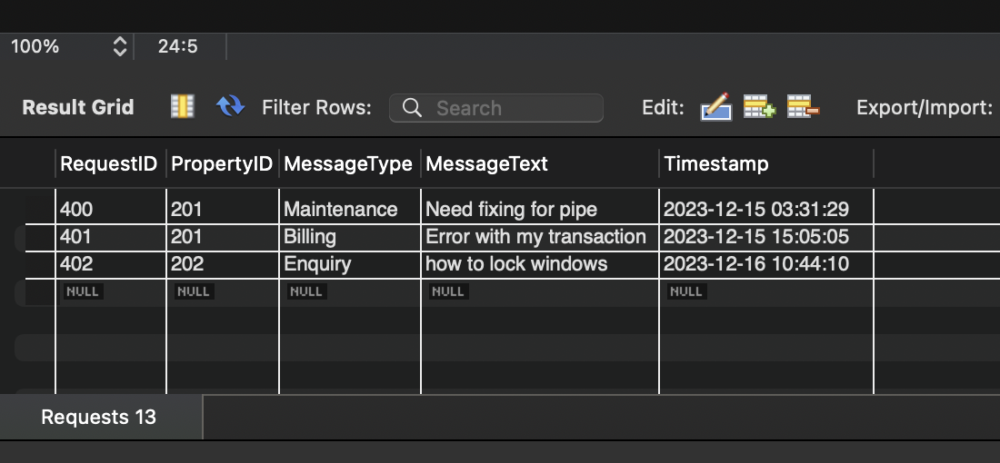 100% 24:5
Result Grid Filter Rows: Search Edit: Export/Import:
RequestID PropertyID MessageType MessageText Timestamp
400 201 Maintenance Need fixing for pipe 2023-12-15 03:31:29
401 201 Billing Error with my transaction 2023-12-15 15:05:05
402 202 Enquiry how to lock windows 2023-12-16 10:44:10
NULL NULL NULL NULL NULL
Requests 13